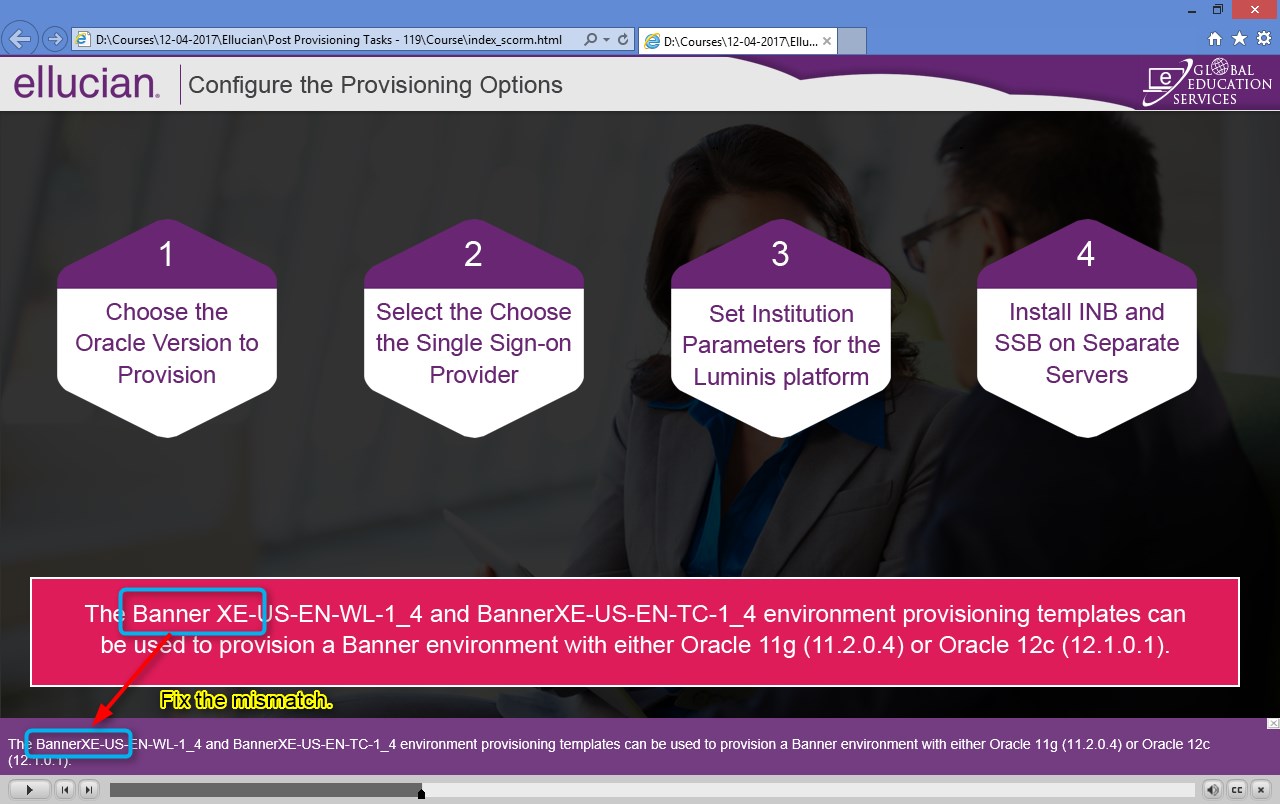 D:\Courses\12-04-2017\Ellucian\Post Provisioning Tasks - 119\Course\index_scorm.html
D:\Courses\12-04-2017\Ellu...
ellucian.
Configure the Provisioning Options
e
GLOBAL
EDUCATION
SERVICES
1
Choose the
Oracle Version to
Provision
2
Select the Choose
the Single Sign-on
Provider
3
Set Institution
Parameters for the
Luminis platform
4
Install INB and
SSB on Separate
Servers
The Banner XE-US-EN-WL-1_4 and BannerXE-US-EN-TC-1_4 environment provisioning templates can
be used to provision a Banner environment with either Oracle 11g (11.2.0.4) or Oracle 12c (12.1.0.1).
Fix the mismatch.
The BannerXE-US-EN-WL-1_4 and BannerXE-US-EN-TC-1_4 environment provisioning templates can be used to provision a Banner environment with either Oracle 11g (11.2.0.4) or Oracle 12c
(12.1.0.1).
CC